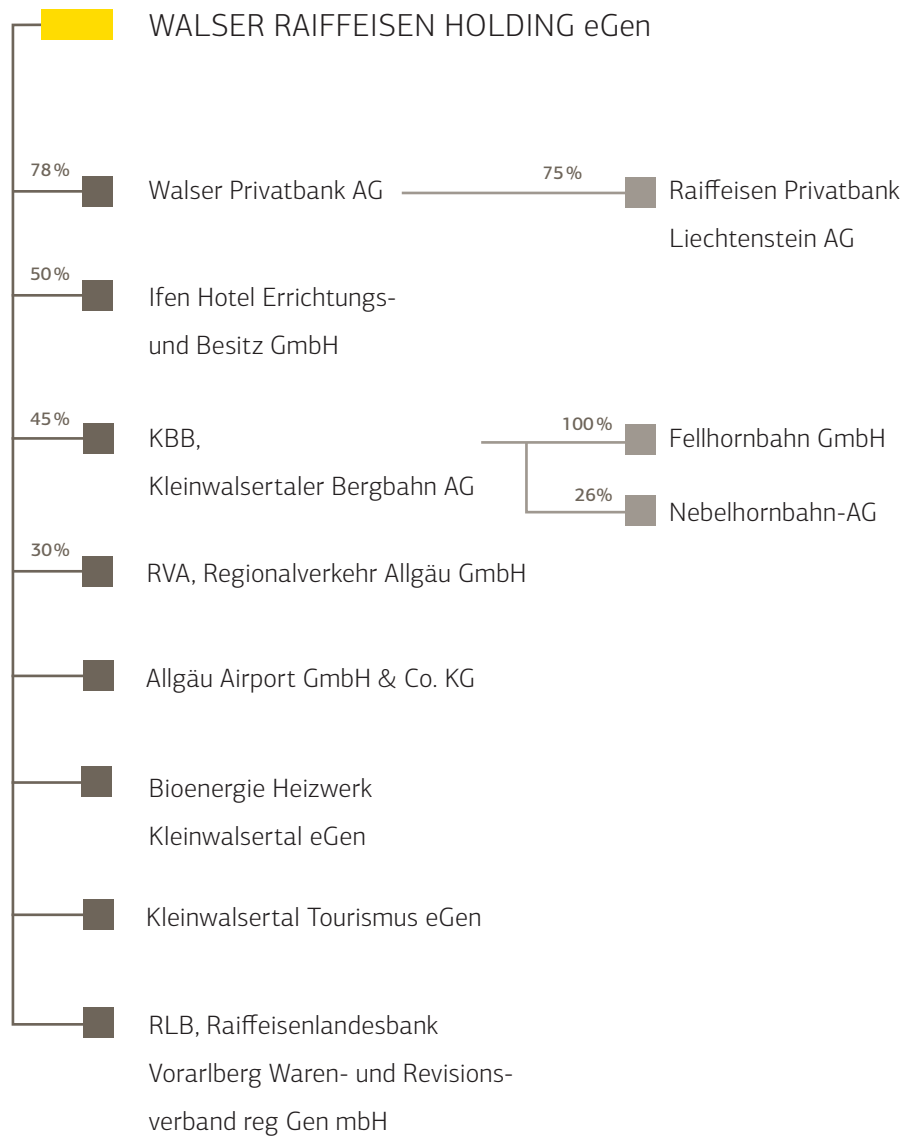 WALSER RAIFFEISEN HOLDING eGen
78%
Walser Privatbank AG
75%
Raiffeisen Privatbank
Liechtenstein AG
50%
Ifen Hotel Errichtungs-
und Besitz GmbH
45%
KBB,
Kleinwalsertaler Bergbahn AG
100%
Fellhornbahn GmbH
26%
Nebelhornbahn-AG
30%
RVA, Regionalverkehr Allgäu GmbH
Allgäu Airport GmbH & Co. KG
Bioenergie Heizwerk
Kleinwalsertal eGen
Kleinwalsertal Tourismus eGen
RLB, Raiffeisenlandesbank
Vorarlberg Waren- und Revisions-
verband reg Gen mbH